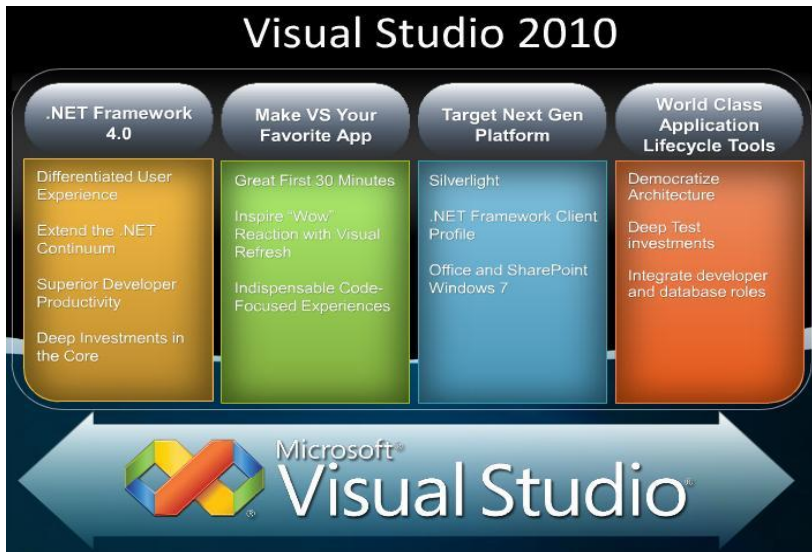 Visual Studio 2010
.NET Framework
4.0
Differentiated User
Experience
Extend the .NET
Continuum
Superior Developer
Productivity
Deep Investments in
the Core
Make VS Your
Favorite App
Great First 30 Minutes
Inspire “Wow”
Reaction with Visual
Refresh
Indispensable Code-
Focused Experiences
Target Next Gen
Platform
Silverlight
.NET Framework Client
Profile
Office and SharePoint
Windows 7
World Class
Application
Lifecycle Tools
Democratize
Architecture
Deep Test
investments
Integrate developer
and database roles
Microsoft®
Visual Studio®
®